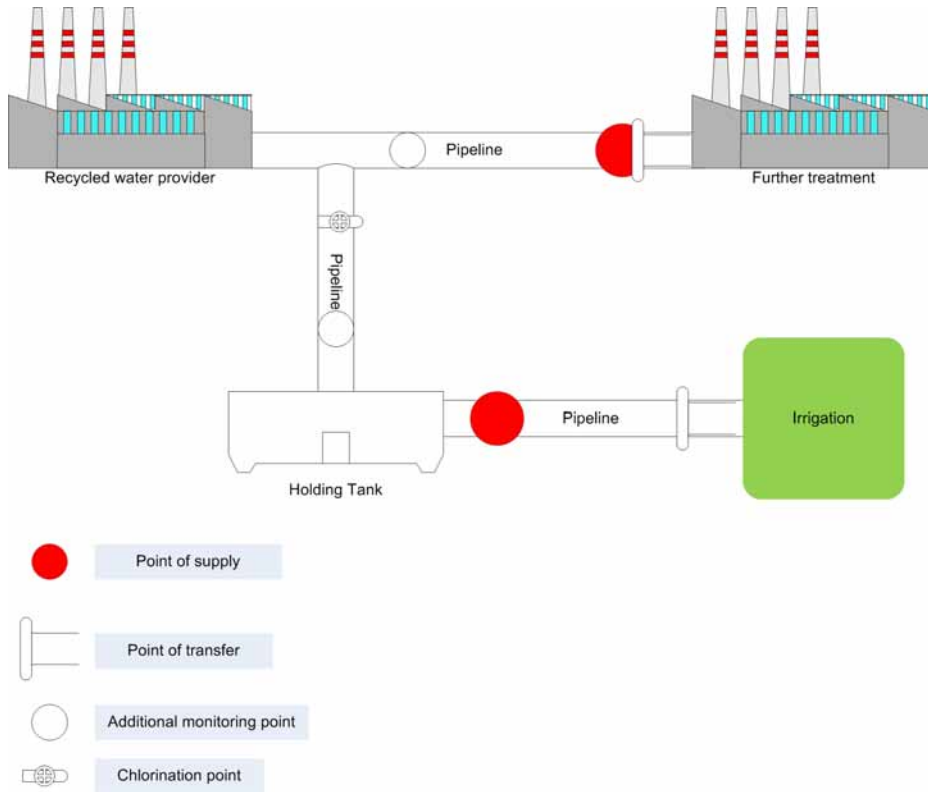 Pipeline
Recycled water provider
Further treatment
Pipeline
Pipeline
Irrigation
Holding Tank
Point of supply
Point of transfer
Additional monitoring point
Chlorination point